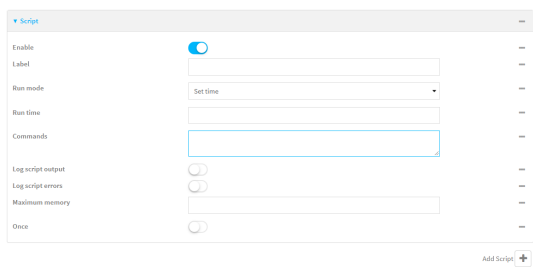 Script
Enable
Label
Run mode
Set time
Run time
Commands
Log script output
Log script errors
Maximum memory
Once
Add Script